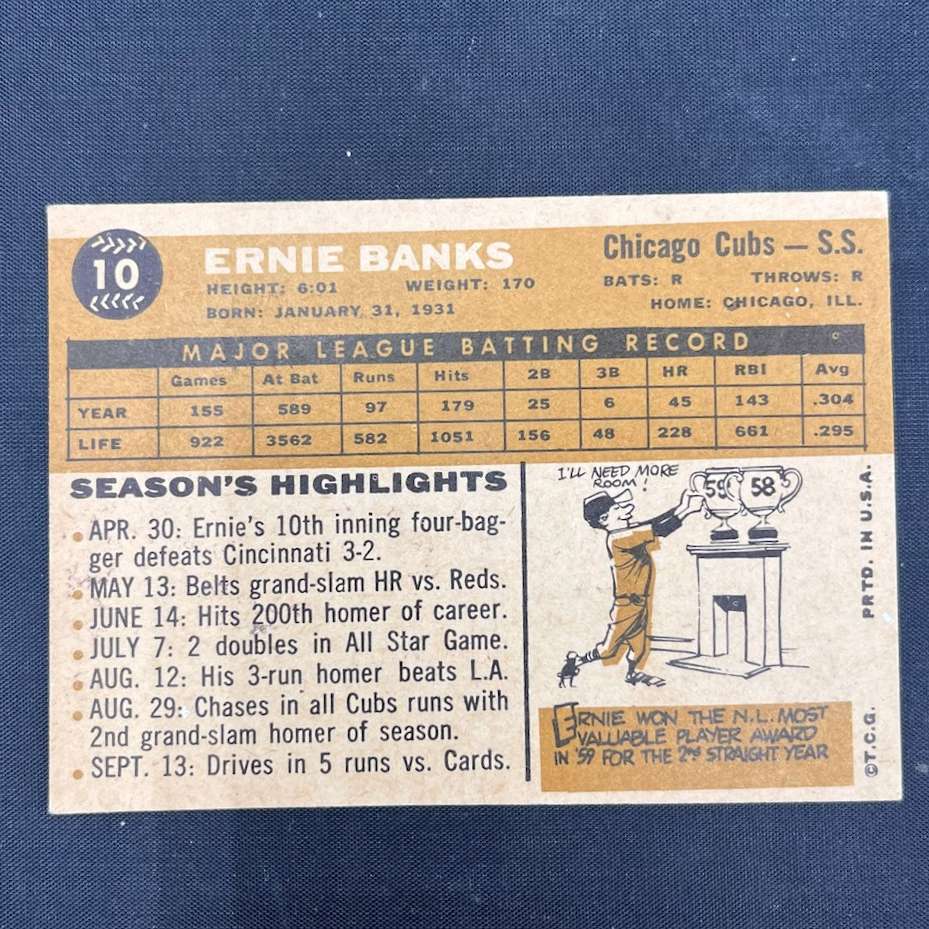 10
ERNIE BANKS
Chicago Cubs — S.S.
HEIGHT: 6:01 WEIGHT: 170 BATS: R THROWS: R
BORN: JANUARY 31, 1931 HOME: CHICAGO, ILL.
MAJOR LEAGUE BATTING RECORD
Games At Bat Runs Hits 2B 3B HR RBI Avg
YEAR 155 589 97 179 25 6 45 143 .304
LIFE 922 3562 582 1051 156 48 228 661 .295
SEASON'S HIGHLIGHTS
• APR. 30: Ernie's 10th inning four-bag-
ger defeats Cincinnati 3-2.
• MAY 13: Belts grand-slam HR vs. Reds.
• JUNE 14: Hits 200th homer of career.
• JULY 7: 2 doubles in All Star Game.
• AUG. 12: His 3-run homer beats L.A.
• AUG. 29: Chases in all Cubs runs with
2nd grand-slam homer of season.
• SEPT. 13: Drives in 5 runs vs. Cards.
I'LL NEED MORE
ROOM!
59 58
ERNIE WON THE N.L. MOST
VALUABLE PLAYER AWARD
IN '59 FOR THE 2ND STRAIGHT YEAR
©T.C.G. PRTD. IN U.S.A.